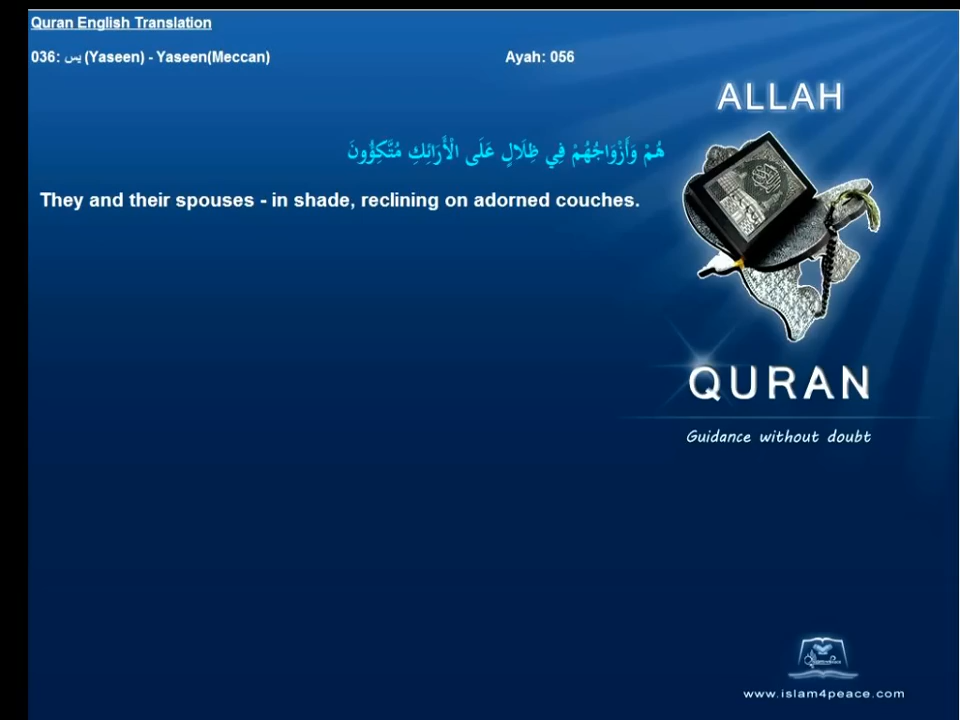 Quran English Translation
036: يس (Yaseen) - Yaseen(Meccan) Ayah: 056
ALLAH
هُمْ وَأَزْوَاجُهُمْ فِي ظِلَالٍ عَلَى الْأَرَائِكِ مُتَّكِؤُونَ
They and their spouses - in shade, reclining on adorned couches.
QURAN
Guidance without doubt
www.islam4peace.com